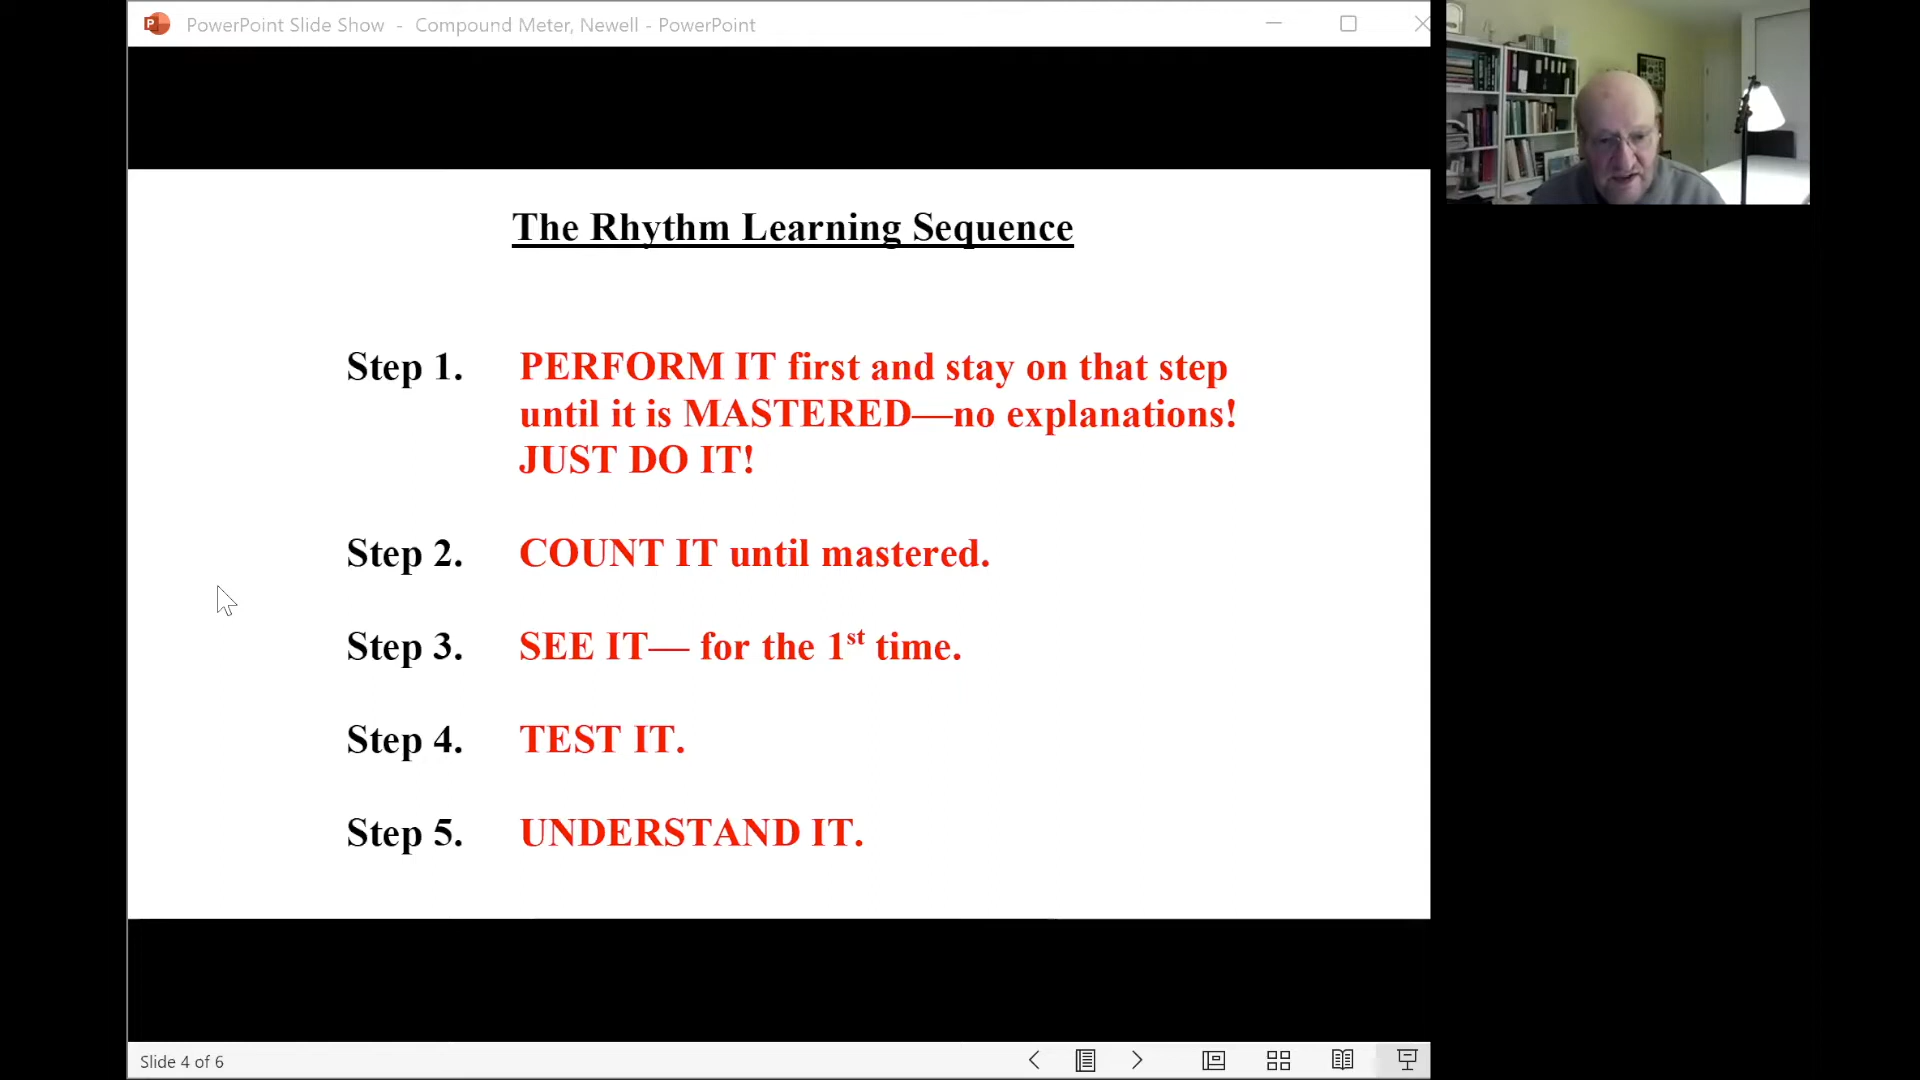 PowerPoint Slide Show - Compound Meter, Newell - PowerPoint
The Rhythm Learning Sequence
Step 1. PERFORM IT first and stay on that step
until it is MASTERED—no explanations!
JUST DO IT!
Step 2. COUNT IT until mastered.
Step 3. SEE IT— for the 1st time.
Step 4. TEST IT.
Step 5. UNDERSTAND IT.
Slide 4 of 6